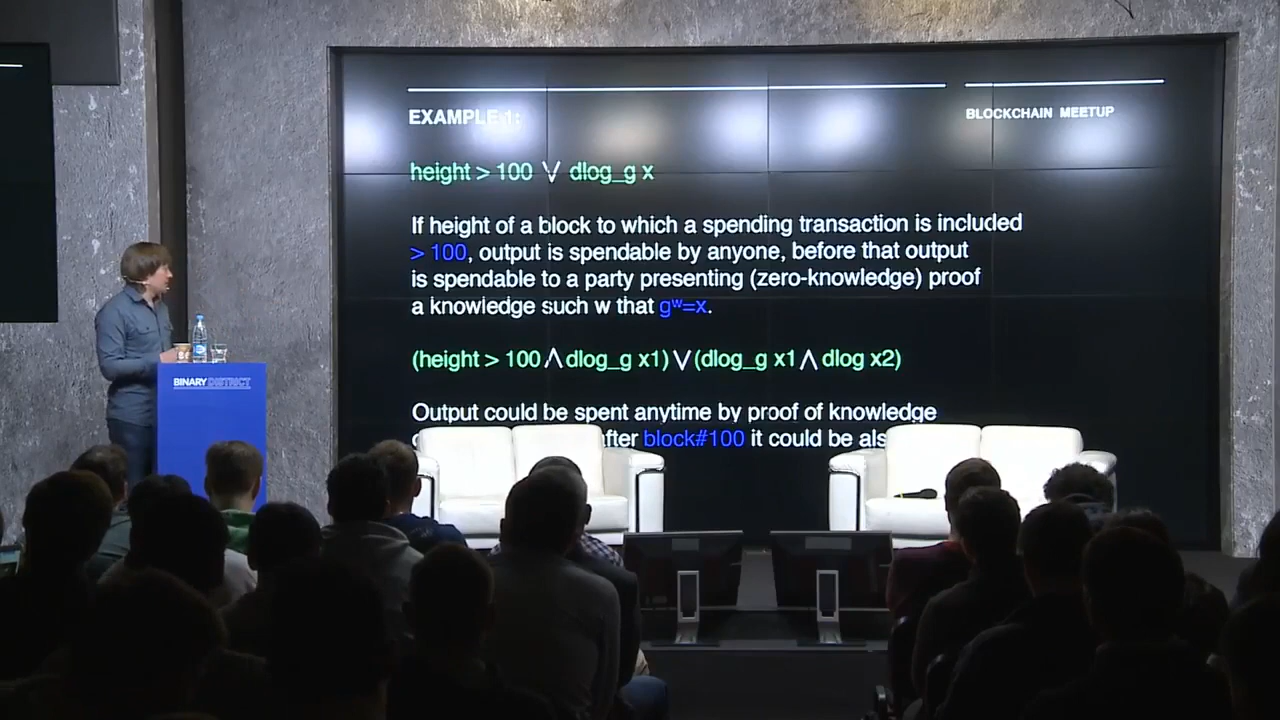 EXAMPLE 1:
BLOCKCHAIN MEETUP
height > 100 ⋁ dlog_g x
If height of a block to which a spending transaction is included
> 100, output is spendable by anyone, before that output
is spendable to a party presenting (zero-knowledge) proof
a knowledge such w that gʷ=x.
(height > 100 ⋀ dlog_g x1) ⋁ (dlog_g x1 ⋀ dlog x2)
Output could be spent anytime by proof of knowledge
after block#100 it could be
BINARY DISTRICT